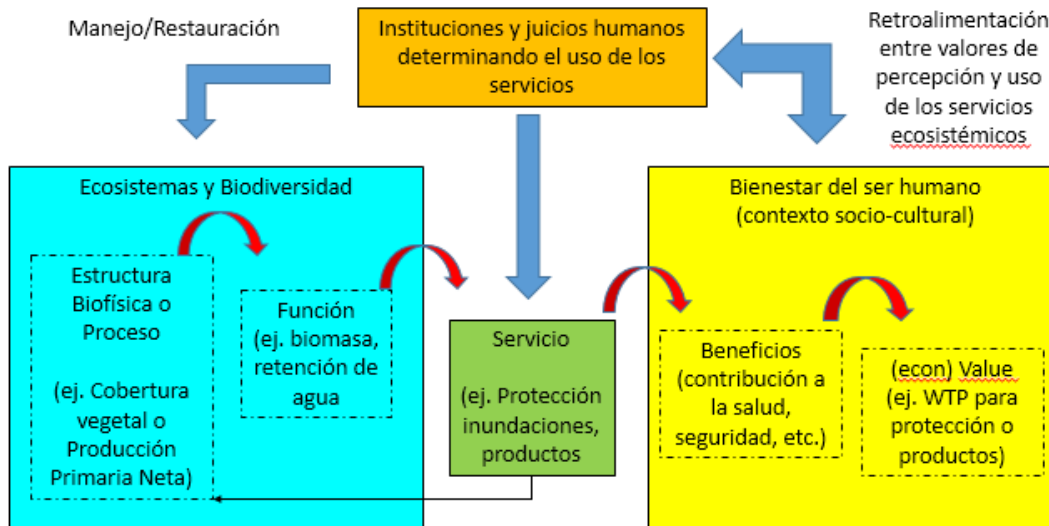 Manejo/Restauración
Instituciones y juicios humanos
determinando el uso de los
servicios
Retroalimentación
entre valores de
percepción y uso
de los servicios
ecosistémicos
Ecosistemas y Biodiversidad
Estructura
Biofísica o
Proceso
(ej. Cobertura
vegetal o
Producción
Primaria Neta)
Función
(ej. biomasa,
retención de
agua
Servicio
(ej. Protección
inundaciones,
productos
Bienestar del ser humano
(contexto socio-cultural)
Beneficios
(contribución a
la salud,
seguridad, etc.)
(econ) Value
(ej. WTP para
protección o
productos)